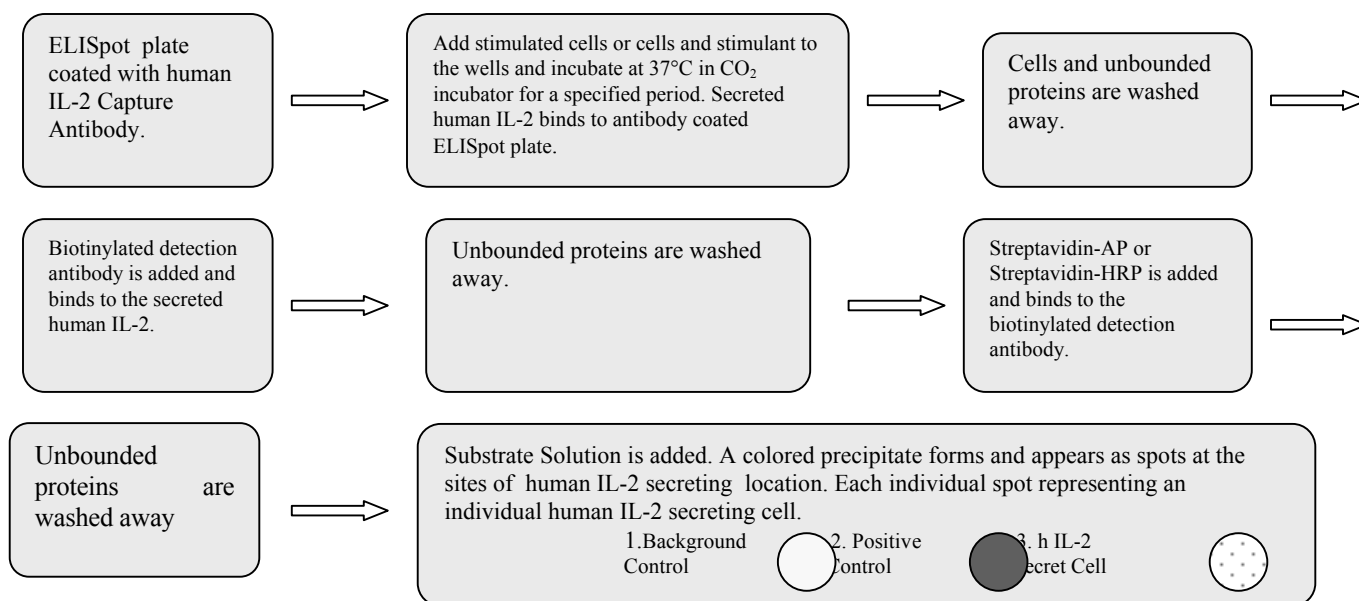 ELISpot plate
coated with human
IL-2 Capture
Antibody.
Add stimulated cells or cells and stimulant to
the wells and incubate at 37°C in CO₂
incubator for a specified period. Secreted
human IL-2 binds to antibody coated
ELISpot plate.
Cells and unbounded
proteins are washed
away.
Biotinylated detection
antibody is added and
binds to the secreted
human IL-2.
Unbounded proteins are washed
away.
Streptavidin-AP or
Streptavidin-HRP is added
and binds to the
biotinylated detection
antibody.
Unbounded
proteins are
washed away
Substrate Solution is added. A colored precipitate forms and appears as spots at the
sites of human IL-2 secreting location. Each individual spot representing an
individual human IL-2 secreting cell.
1.Background
Control
2. Positive
Control
3. h IL-2
ecret Cell